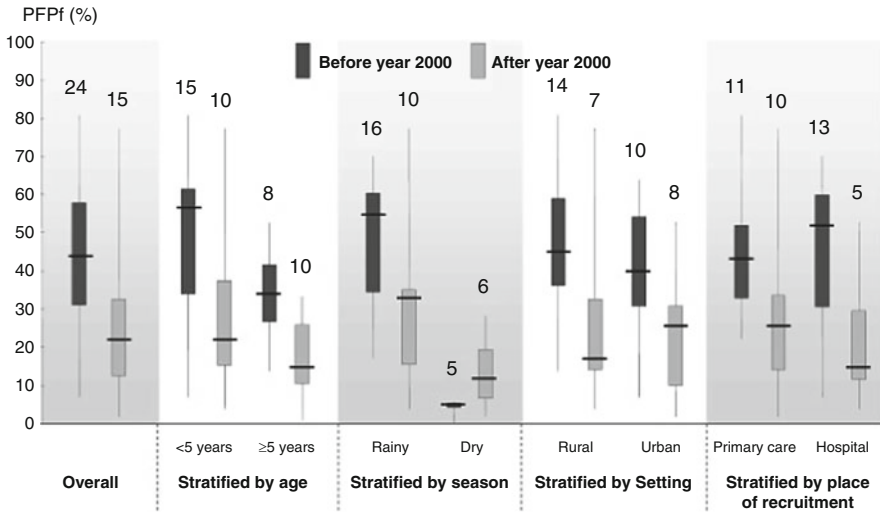 PFPf (%)
100
90
80
70
60
50
40
30
20
10
0
Before year 2000 After year 2000
24 15
15 10 8 10
16 10 5 6
14 7 10 8
11 10 13 5
<5 years ≥5 years Rainy Dry Rural Urban Primary care Hospital
Overall Stratified by age Stratified by season Stratified by Setting Stratified by place
of recruitment